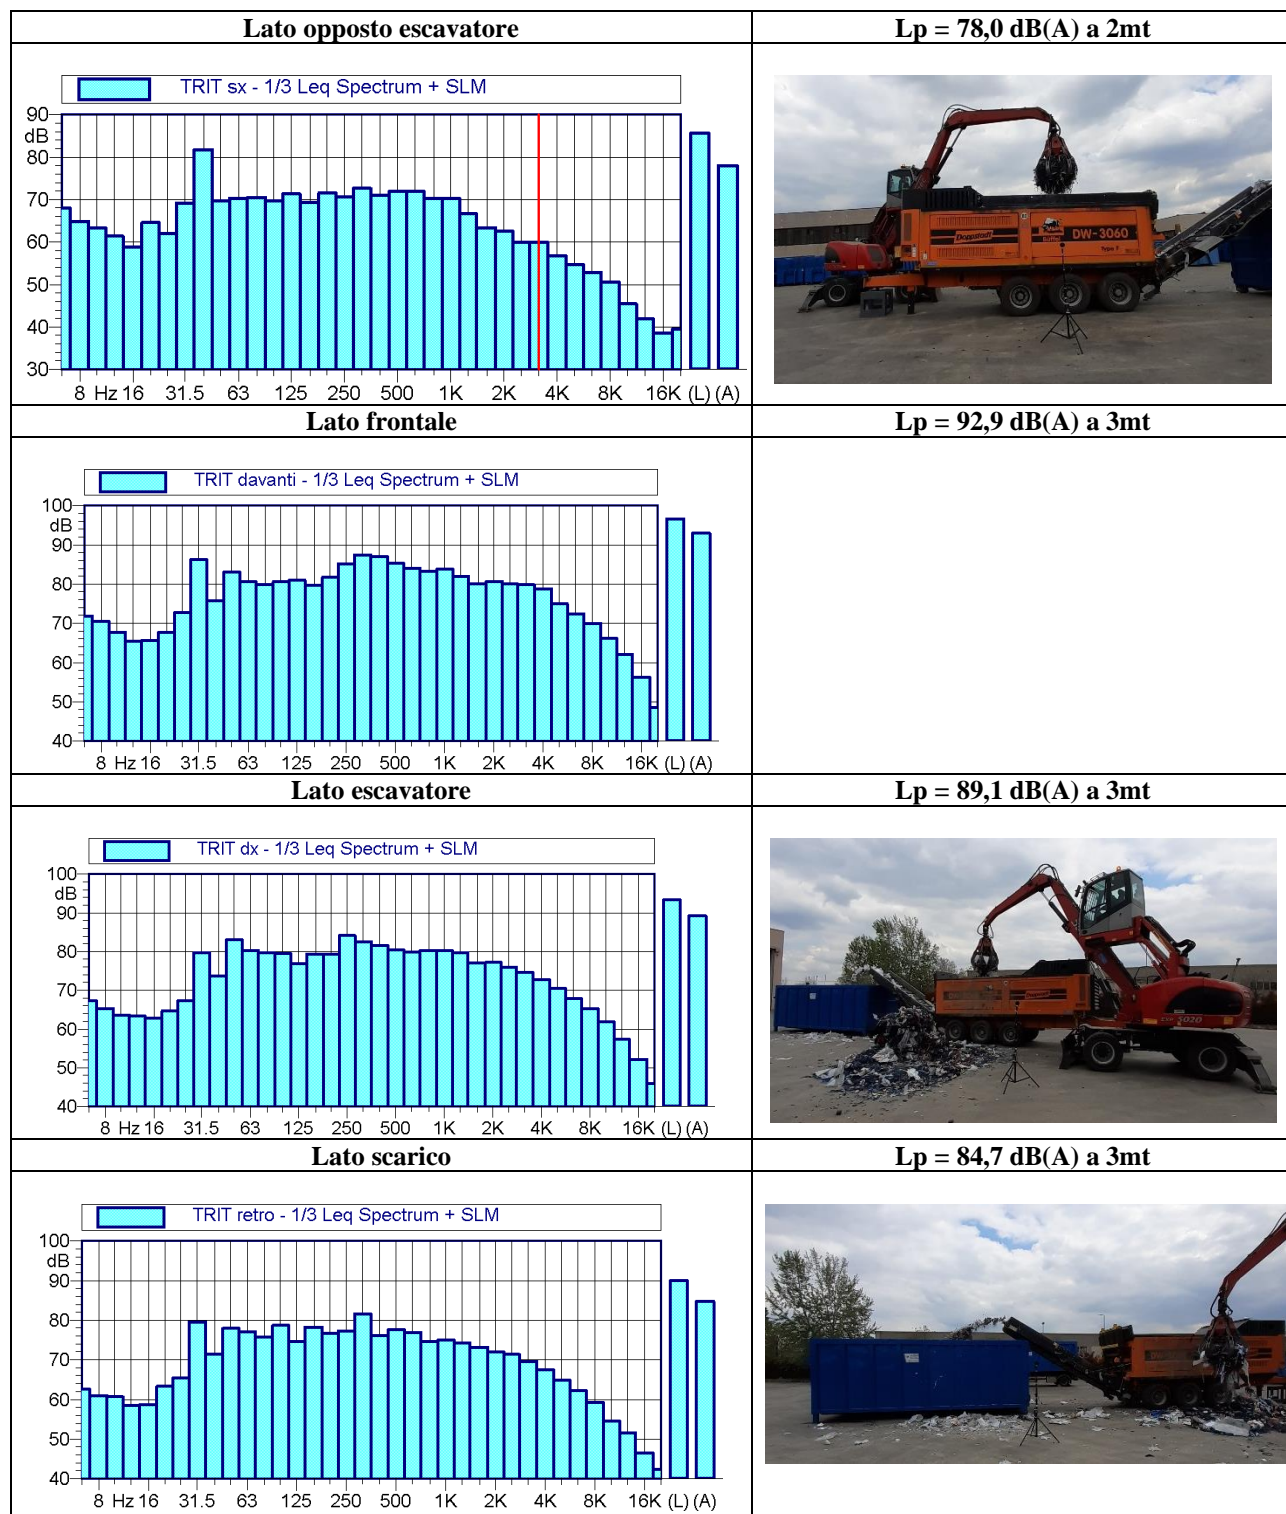 Lato opposto escavatore
Lp = 78,0 dB(A) a 2mt
TRIT sx - 1/3 Leq Spectrum + SLM
90
dB
80
70
60
50
40
30
8 Hz 16 31.5 63 125 250 500 1K 2K 4K 8K 16K (L) (A)
Doppstadt
Büffel
DW-3060
Lato frontale
Lp = 92,9 dB(A) a 3mt
TRIT davanti - 1/3 Leq Spectrum + SLM
100
dB
90
80
70
60
50
40
8 Hz 16 31.5 63 125 250 500 1K 2K 4K 8K 16K (L) (A)
Lato escavatore
Lp = 89,1 dB(A) a 3mt
TRIT dx - 1/3 Leq Spectrum + SLM
100
dB
90
80
70
60
50
40
8 Hz 16 31.5 63 125 250 500 1K 2K 4K 8K 16K (L) (A)
5020
Lato scarico
Lp = 84,7 dB(A) a 3mt
TRIT retro - 1/3 Leq Spectrum + SLM
100
dB
90
80
70
60
50
40
8 Hz 16 31.5 63 125 250 500 1K 2K 4K 8K 16K (L) (A)